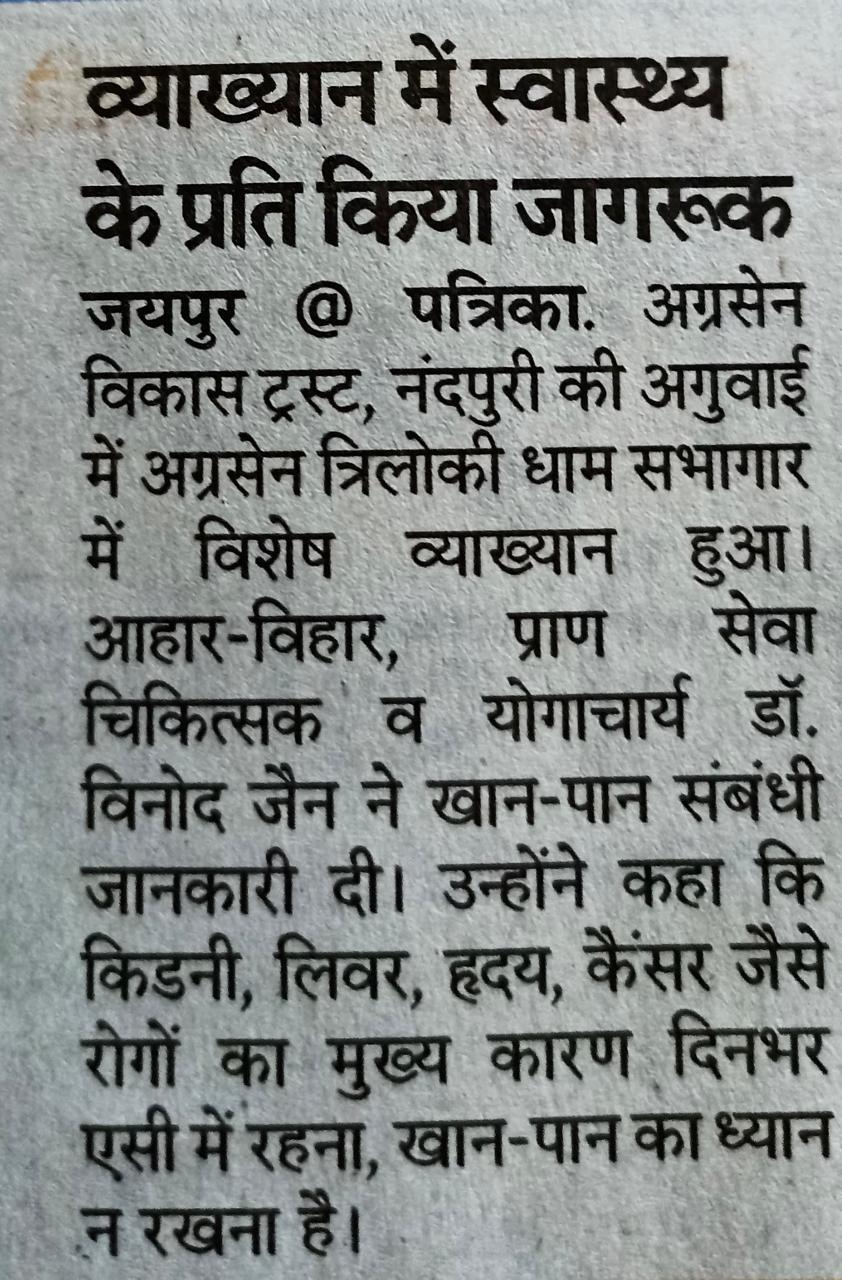 व्याख्यान में स्वास्थ्य
के प्रति किया जागरूक
जयपुर @ पत्रिका. अग्रसेन
विकास ट्रस्ट, नंदपुरी की अगुवाई
में अग्रसेन त्रिलोकी धाम सभागार
में विशेष व्याख्यान हुआ।
आहार-विहार, प्राण सेवा
चिकित्सक व योगाचार्य डॉ.
विनोद जैन ने खान-पान संबंधी
जानकारी दी। उन्होंने कहा कि
किडनी, लिवर, हृदय, कैंसर जैसे
रोगों का मुख्य कारण दिनभर
एसी में रहना, खान-पान का ध्यान
न रखना है।